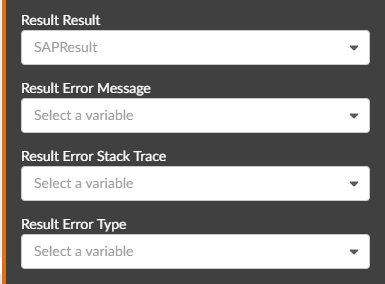 Result Result
SAPResult
Result Error Message
Select a variable
Result Error Stack Trace
Select a variable
Result Error Type
Select a variable